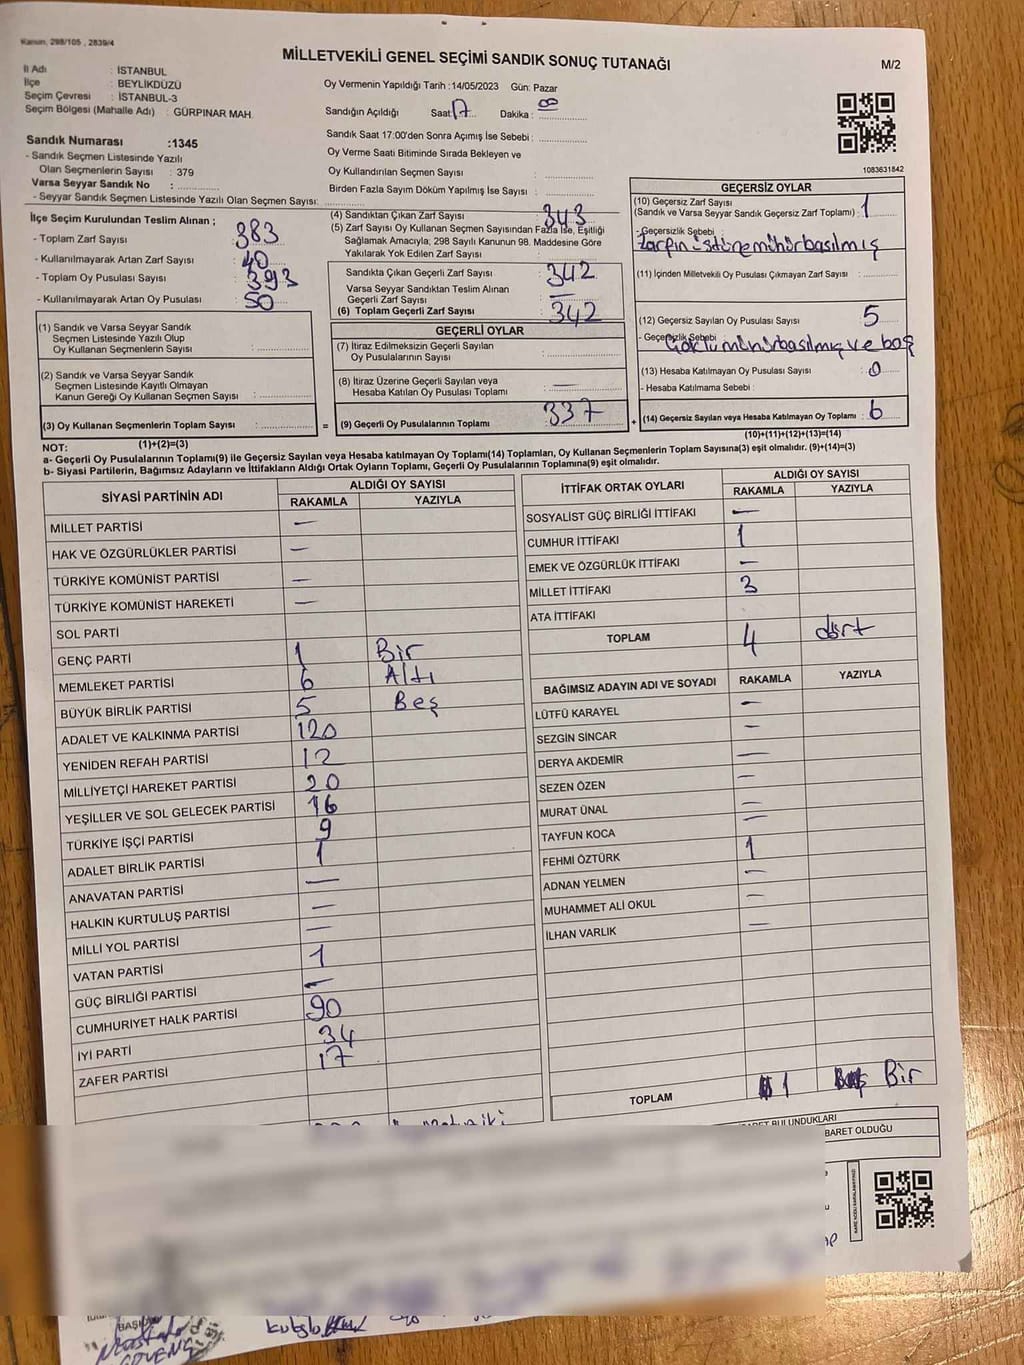 Kanun, 298/105 , 2839/4
MİLLETVEKİLİ GENEL SEÇİMİ SANDIK SONUÇ TUTANAĞI
M/2
İl Adı : İSTANBUL
İlçe : BEYLİKDÜZÜ
Seçim Çevresi : İSTANBUL-3
Seçim Bölgesi (Mahalle Adı) : GÜRPINAR MAH.
Oy Vermenin Yapıldığı Tarih :14/05/2023 Gün: Pazar
Sandığın Açıldığı Saat 17 Dakika : 00
Sandık Saat 17:00'den Sonra Açımış İse Sebebi :
Oy Verme Saati Bitiminde Sırada Bekleyen ve
Oy Kullandırılan Seçmen Sayısı :
Birden Fazla Sayım Döküm Yapılmış İse Sayısı :
1083631842
Sandık Numarası :1345
- Sandık Seçmen Listesinde Yazılı
Olan Seçmenlerin Sayısı : 379
Varsa Seyyar Sandık No :
- Seyyar Sandık Seçmen Listesinde Yazılı Olan Seçmen Sayısı:
İlçe Seçim Kurulundan Teslim Alınan ;
- Toplam Zarf Sayısı : 383
- Kullanılmayarak Artan Zarf Sayısı : 40
- Toplam Oy Pusulası Sayısı : 393
- Kullanılmayarak Artan Oy Pusulası : 50
(4) Sandıktan Çıkan Zarf Sayısı : 343
(5) Zarf Sayısı Oy Kullanan Seçmen Sayısından Fazla İse, Eşitliği
Sağlamak Amacıyla; 298 Sayılı Kanunun 98. Maddesine Göre
Yakılarak Yok Edilen Zarf Sayısı :
Sandıkta Çıkan Geçerli Zarf Sayısı : 342
Varsa Seyyar Sandıktan Teslim Alınan
Geçerli Zarf Sayısı : —
(6) Toplam Geçerli Zarf Sayısı : 342
GEÇERSİZ OYLAR
(10) Geçersiz Zarf Sayısı
(Sandık ve Varsa Seyyar Sandık Geçersiz Zarf Toplamı) : 1
- Geçersizlik Sebebi :
Zarfın üstüne mühür basılmış
(11) İçinden Milletvekili Oy Pusulası Çıkmayan Zarf Sayısı :
(12) Geçersiz Sayılan Oy Pusulası Sayısı 5
- Geçersizlik Sebebi :
Çoklu mühür basılmış ve boş
(13) Hesaba Katılmayan Oy Pusulası Sayısı : 0
- Hesaba Katılmama Sebebi :
(14) Geçersiz Sayılan veya Hesaba Katılmayan Oy Toplamı : 6
(10)+(11)+(12)+(13)=(14)
(1) Sandık ve Varsa Seyyar Sandık
Seçmen Listesinde Yazılı Olup
Oy Kullanan Seçmenlerin Sayısı :
(2) Sandık ve Varsa Seyyar Sandık
Seçmen Listesinde Kayıtlı Olmayan
Kanun Gereği Oy Kullanan Seçmen Sayısı :
(3) Oy Kullanan Seçmenlerin Toplam Sayısı : =
(1)+(2)=(3)
GEÇERLİ OYLAR
(7) İtiraz Edilmeksizin Geçerli Sayılan
Oy Pusulalarının Sayısı :
(8) İtiraz Üzerine Geçerli Sayılan veya
Hesaba Katılan Oy Pusulası Toplamı : —
(9) Geçerli Oy Pusulalarının Toplamı : 337 +
NOT:
a- Geçerli Oy Pusulalarının Toplamı(9) ile Geçersiz Sayılan veya Hesaba katılmayan Oy Toplamı(14) Toplamları, Oy Kullanan Seçmenlerin Toplam Sayısına(3) eşit olmalıdır. (9)+(14)=(3)
b- Siyasi Partilerin, Bağımsız Adayların ve İttifakların Aldığı Ortak Oyların Toplamı, Geçerli Oy Pusulalarının Toplamına(9) eşit olmalıdır.
SİYASİ PARTİNİN ADI ALDIĞI OY SAYISI
RAKAMLA YAZIYLA
MİLLET PARTİSİ —
HAK VE ÖZGÜRLÜKLER PARTİSİ —
TÜRKİYE KOMÜNİST PARTİSİ —
TÜRKİYE KOMÜNİST HAREKETİ —
SOL PARTİ
GENÇ PARTİ 1 Bir
MEMLEKET PARTİSİ 6 Altı
BÜYÜK BİRLİK PARTİSİ 5 Beş
ADALET VE KALKINMA PARTİSİ 120
YENİDEN REFAH PARTİSİ 12
MİLLİYETÇİ HAREKET PARTİSİ 20
YEŞİLLER VE SOL GELECEK PARTİSİ 16
TÜRKİYE İŞÇİ PARTİSİ 9
ADALET BİRLİK PARTİSİ 1
ANAVATAN PARTİSİ —
HALKIN KURTULUŞ PARTİSİ —
MİLLİ YOL PARTİSİ —
VATAN PARTİSİ 1
GÜÇ BİRLİĞİ PARTİSİ —
CUMHURİYET HALK PARTİSİ 90
İYİ PARTİ 34
ZAFER PARTİSİ 17
İTTİFAK ORTAK OYLARI ALDIĞI OY SAYISI
RAKAMLA YAZIYLA
SOSYALİST GÜÇ BİRLİĞİ İTTİFAKI —
CUMHUR İTTİFAKI 1
EMEK VE ÖZGÜRLÜK İTTİFAKI —
MİLLET İTTİFAKI 3
ATA İTTİFAKI
TOPLAM 4 dört
BAĞIMSIZ ADAYIN ADI VE SOYADI RAKAMLA YAZIYLA
LÜTFÜ KARAYEL —
SEZGİN SİNCAR —
DERYA AKDEMİR —
SEZEN ÖZEN —
MURAT ÜNAL —
TAYFUN KOCA —
FEHMİ ÖZTÜRK 1
ADNAN YELMEN —
MUHAMMET ALİ OKUL —
İLHAN VARLIK —
TOPLAM 1 Bir
BULUNDUKLARI
BARET OLDUĞU